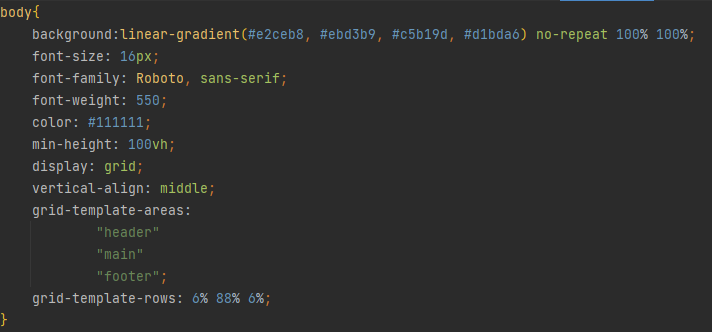 body{
    background:linear-gradient(#e2ceb8, #ebd3b9, #c5b19d, #d1bda6) no-repeat 100% 100%;
    font-size: 16px;
    font-family: Roboto, sans-serif;
    font-weight: 550;
    color: #111111;
    min-height: 100vh;
    display: grid;
    vertical-align: middle;
    grid-template-areas:
            "header"
            "main"
            "footer";
    grid-template-rows: 6% 88% 6%;
}